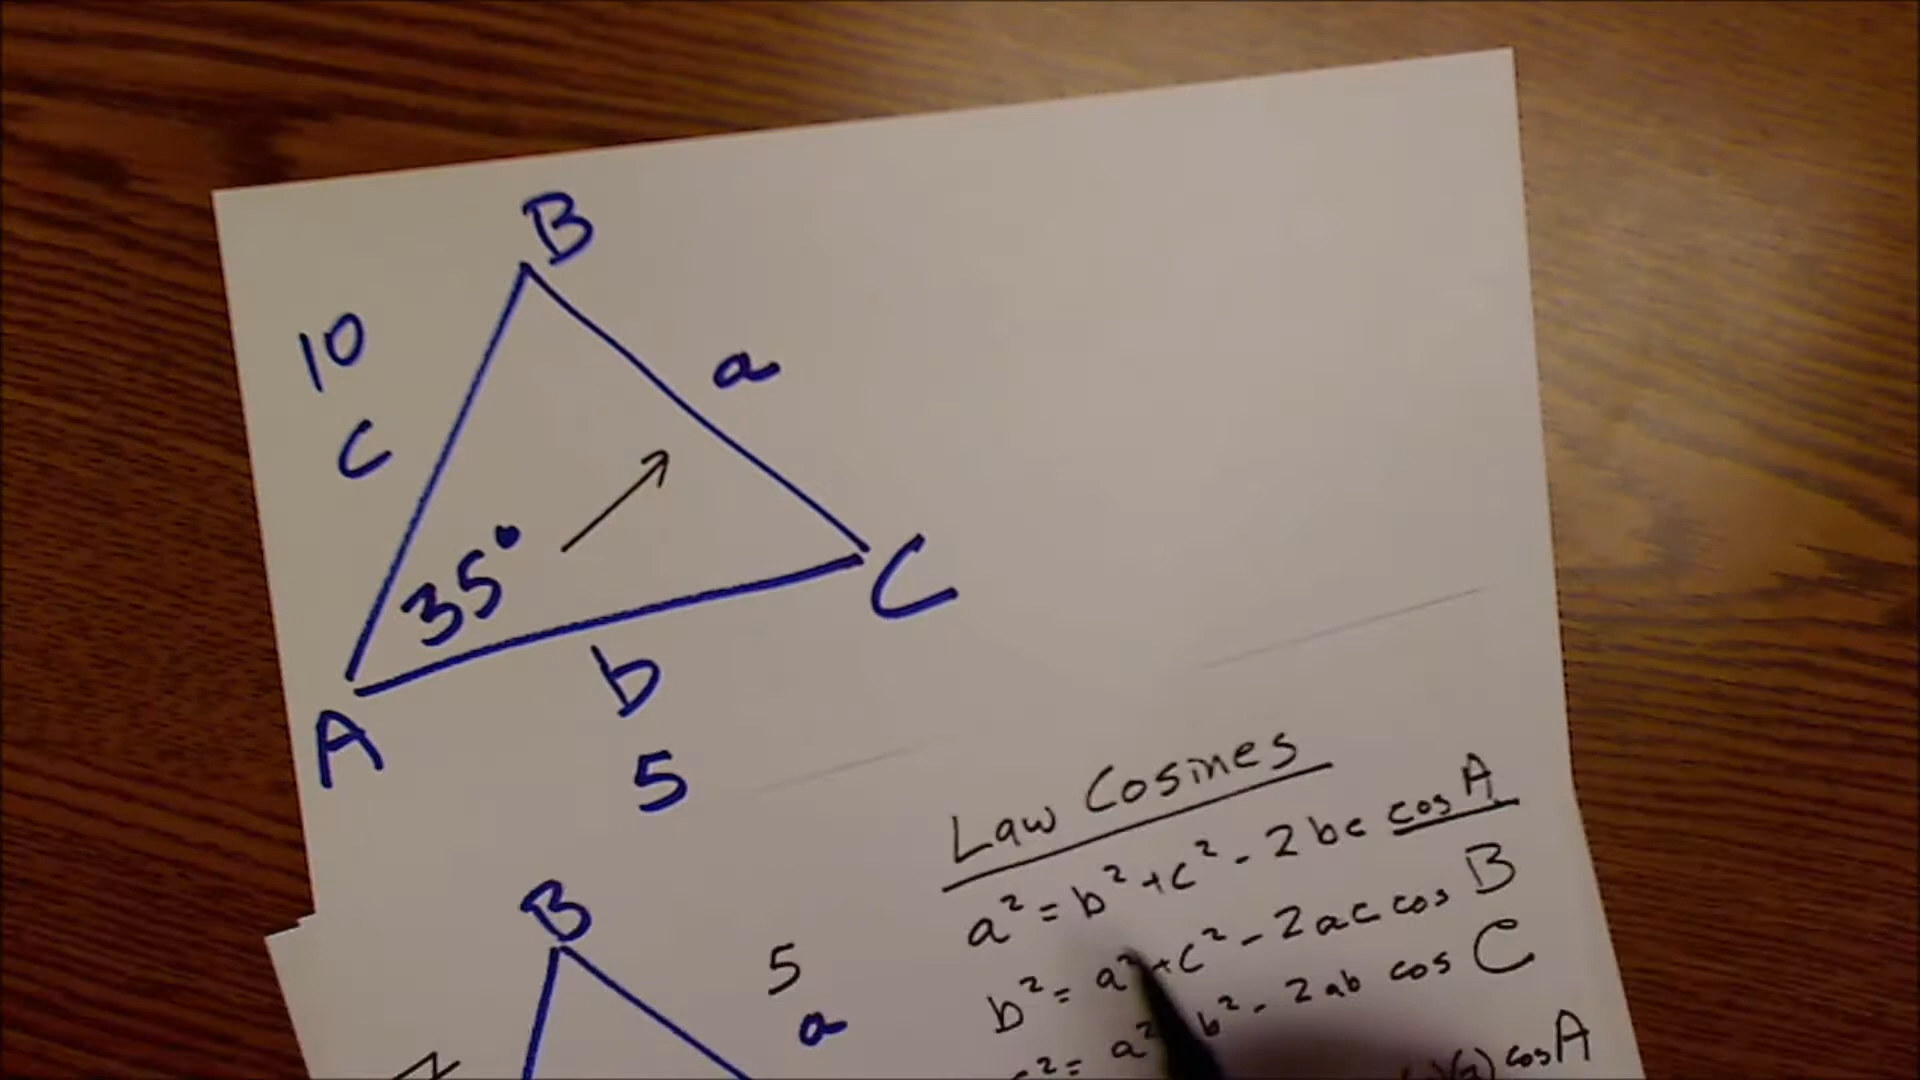 B
10
a
c
35°
C
b
A
5
Law Cosines
a² = b² + c² - 2bc cos A
b² = a² + c² - 2ac cos B
² = a² b² - 2ab cos C
B
5
a
cos A